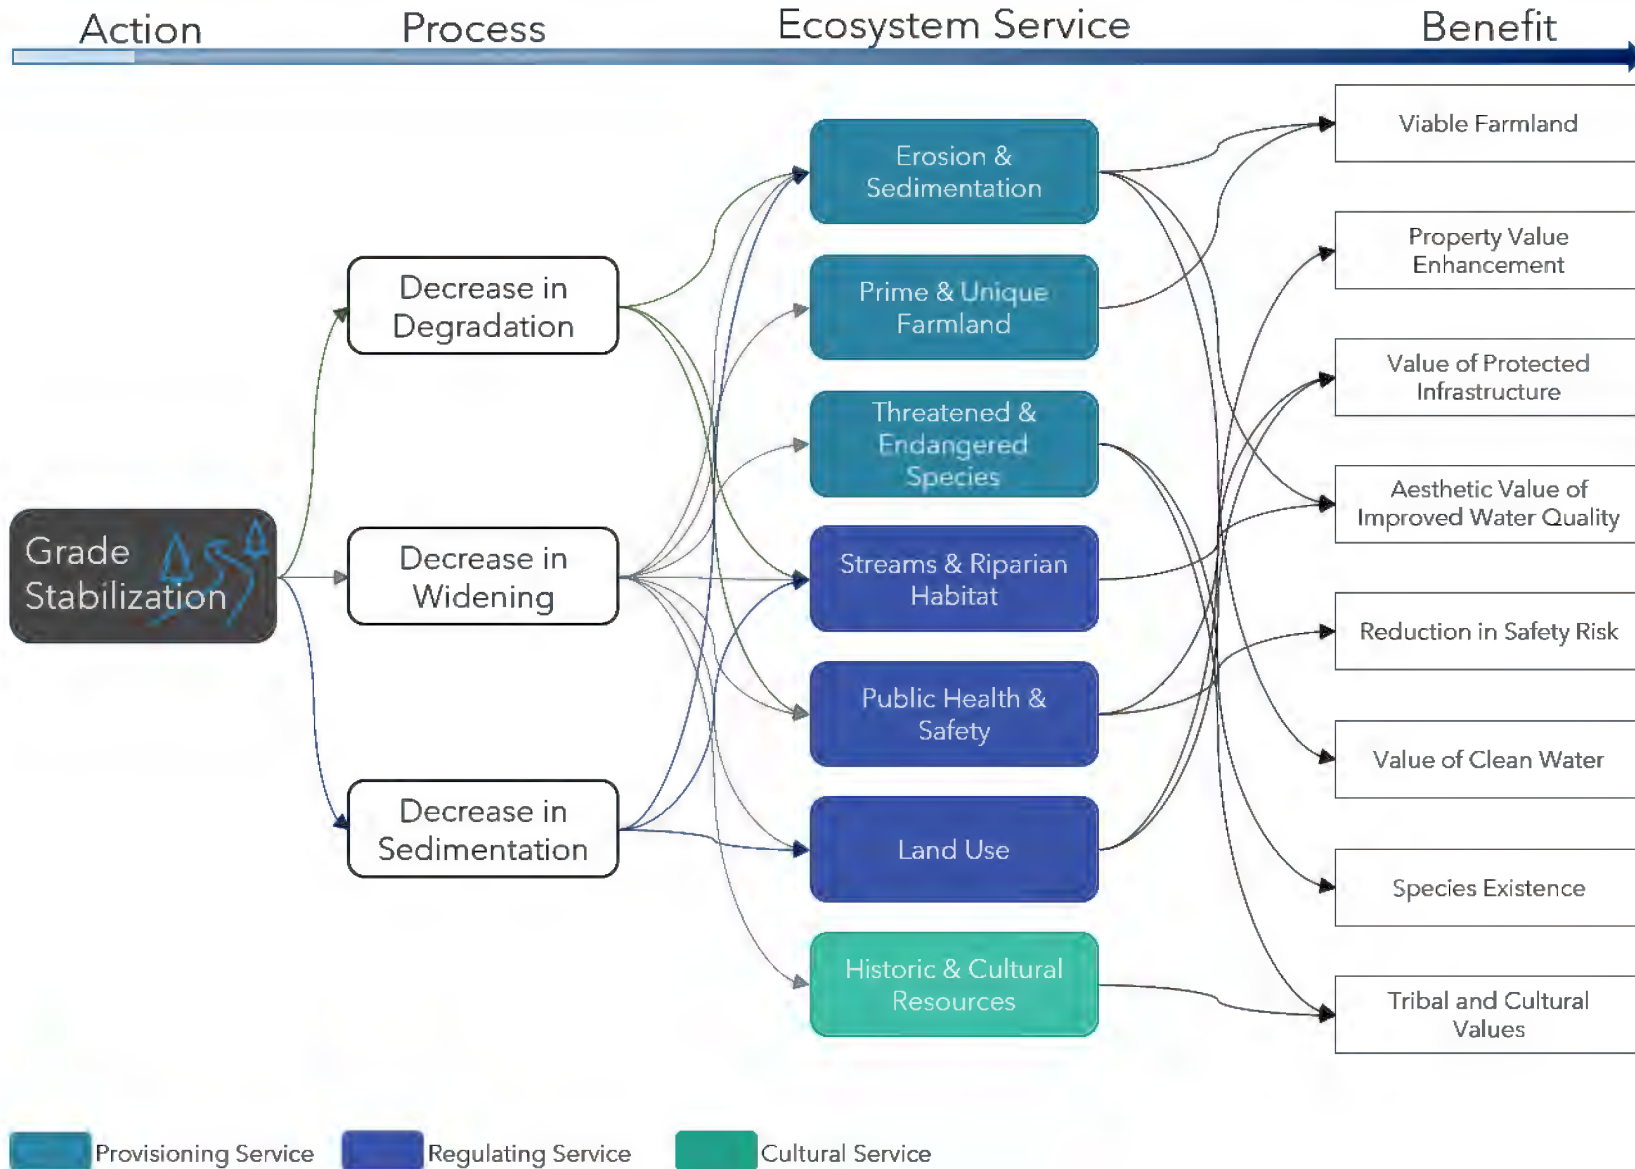 Action
Process
Ecosystem Service
Benefit
Grade
Stabilization
Decrease in
Degradation
Decrease in
Widening
Decrease in
Sedimentation
Erosion &
Sedimentation
Prime & Unique
Farmland
Threatened &
Endangered
Species
Streams & Riparian
Habitat
Public Health &
Safety
Land Use
Historic & Cultural
Resources
Viable Farmland
Property Value
Enhancement
Value of Protected
Infrastructure
Aesthetic Value of
Improved Water Quality
Reduction in Safety Risk
Value of Clean Water
Species Existence
Tribal and Cultural
Values
Provisioning Service
Regulating Service
Cultural Service